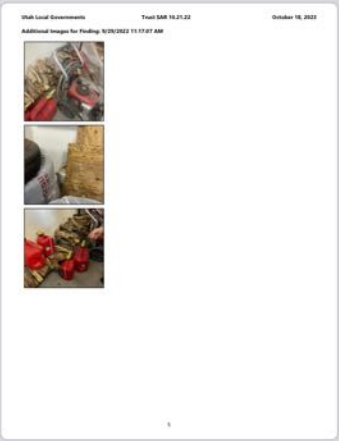 Utah Local Governments Trust SAR 10.21.22 October 18, 2023
Additional Images for Finding: 9/29/2022 11:17:07 AM
5